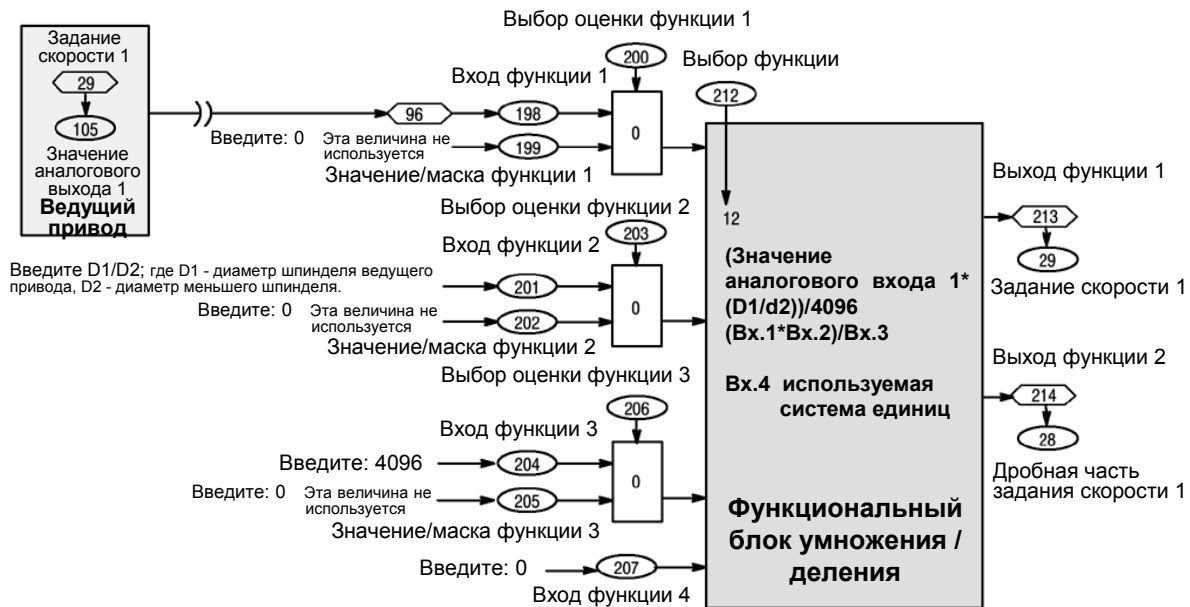 Задание
скорости 1
29
105
Значение
аналогового
выхода 1
Ведущий
привод
Выбор оценки функции 1
200
Выбор функции
212
Вход функции 1
96
198
Введите: 0
Эта величина не
используется
199
0
Значение/маска функции 1
Выбор оценки функции 2
203
Вход функции 2
Введите D1/D2; где D1 - диаметр шпинделя ведущего
привода, D2 - диаметр меньшего шпинделя.
201
Введите: 0
Эта величина не
используется
202
0
Значение/маска функции 2
Выбор оценки функции 3
206
Вход функции 3
Введите: 4096
204
Введите: 0
Эта величина не
используется
205
0
Значение/маска функции 3
Введите: 0
207
Вход функции 4
12
(Значение
аналогового входа 1*
(D1/d2))/4096
(Вх.1*Вх.2)/Вх.3
Вх.4 используемая
система единиц
Функциональный
блок умножения /
деления
Выход функции 1
213
29
Задание скорости 1
Выход функции 2
214
28
Дробная часть
задания скорости 1